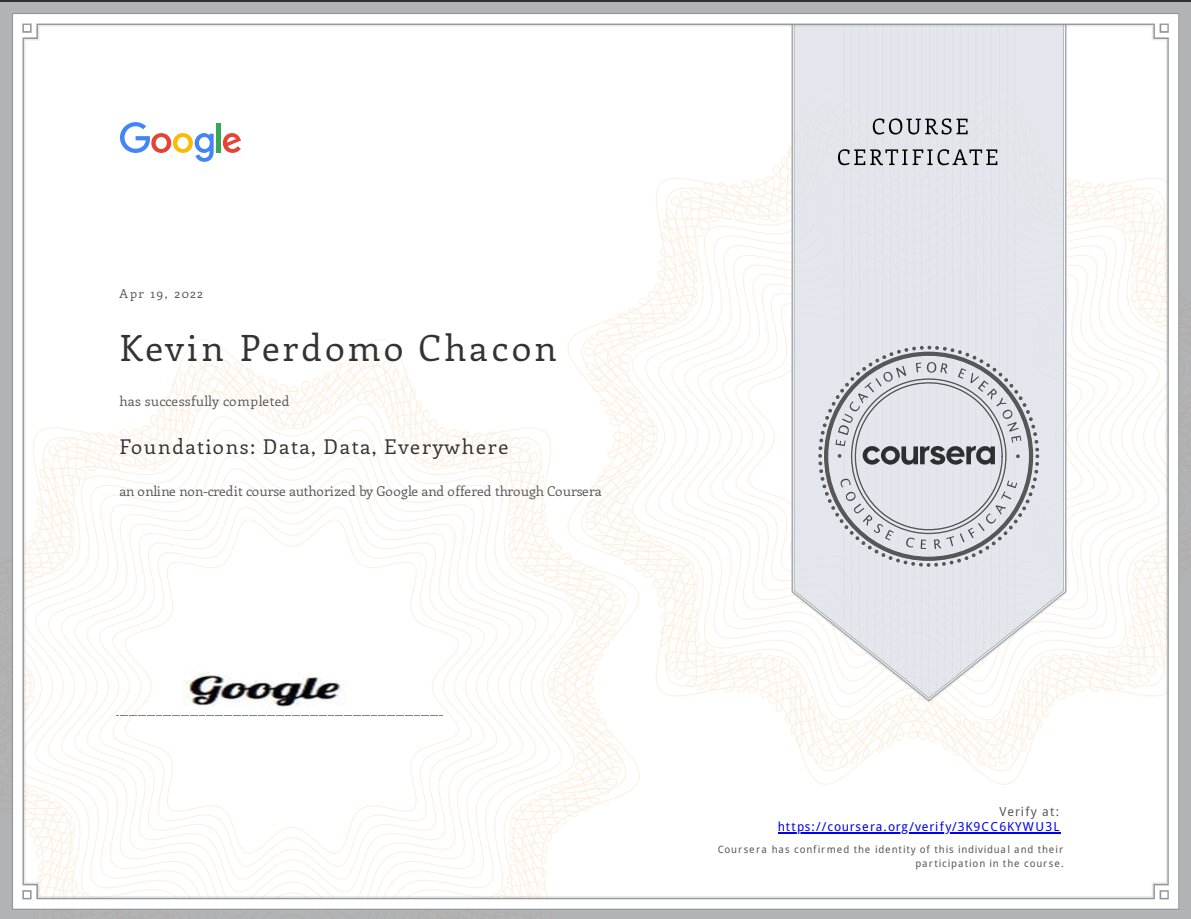 Google
COURSE
CERTIFICATE
Apr 19, 2022
Kevin Perdomo Chacon
has successfully completed
Foundations: Data, Data, Everywhere
an online non-credit course authorized by Google and offered through Coursera
EDUCATION FOR EVERYONE
coursera
COURSE CERTIFICATE
Google
Verify at:
https://coursera.org/verify/3K9CC6KYWU3L
Coursera has confirmed the identity of this individual and their
participation in the course.